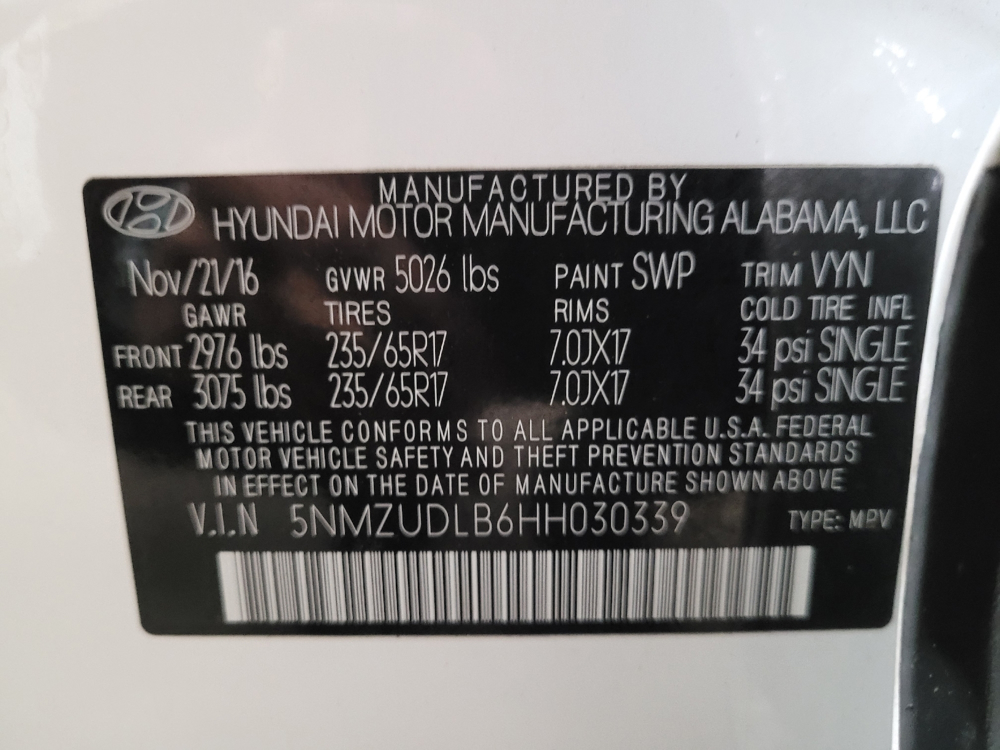 MANUFACTURED BY
HYUNDAI MOTOR MANUFACTURING ALABAMA, LLC
Nov/21/16 GVWR 5026 lbs PAINT SWP TRIM VYN
GAWR TIRES RIMS COLD TIRE INFL
FRONT 2976 lbs 235/65R17 7.0JX17 34 psi SINGLE
REAR 3075 lbs 235/65R17 7.0JX17 34 psi SINGLE
THIS VEHICLE CONFORMS TO ALL APPLICABLE U.S.A. FEDERAL
MOTOR VEHICLE SAFETY AND THEFT PREVENTION STANDARDS
IN EFFECT ON THE DATE OF MANUFACTURE SHOWN ABOVE
V.I.N 5NMZUDLB6HH030339 TYPE: MPV